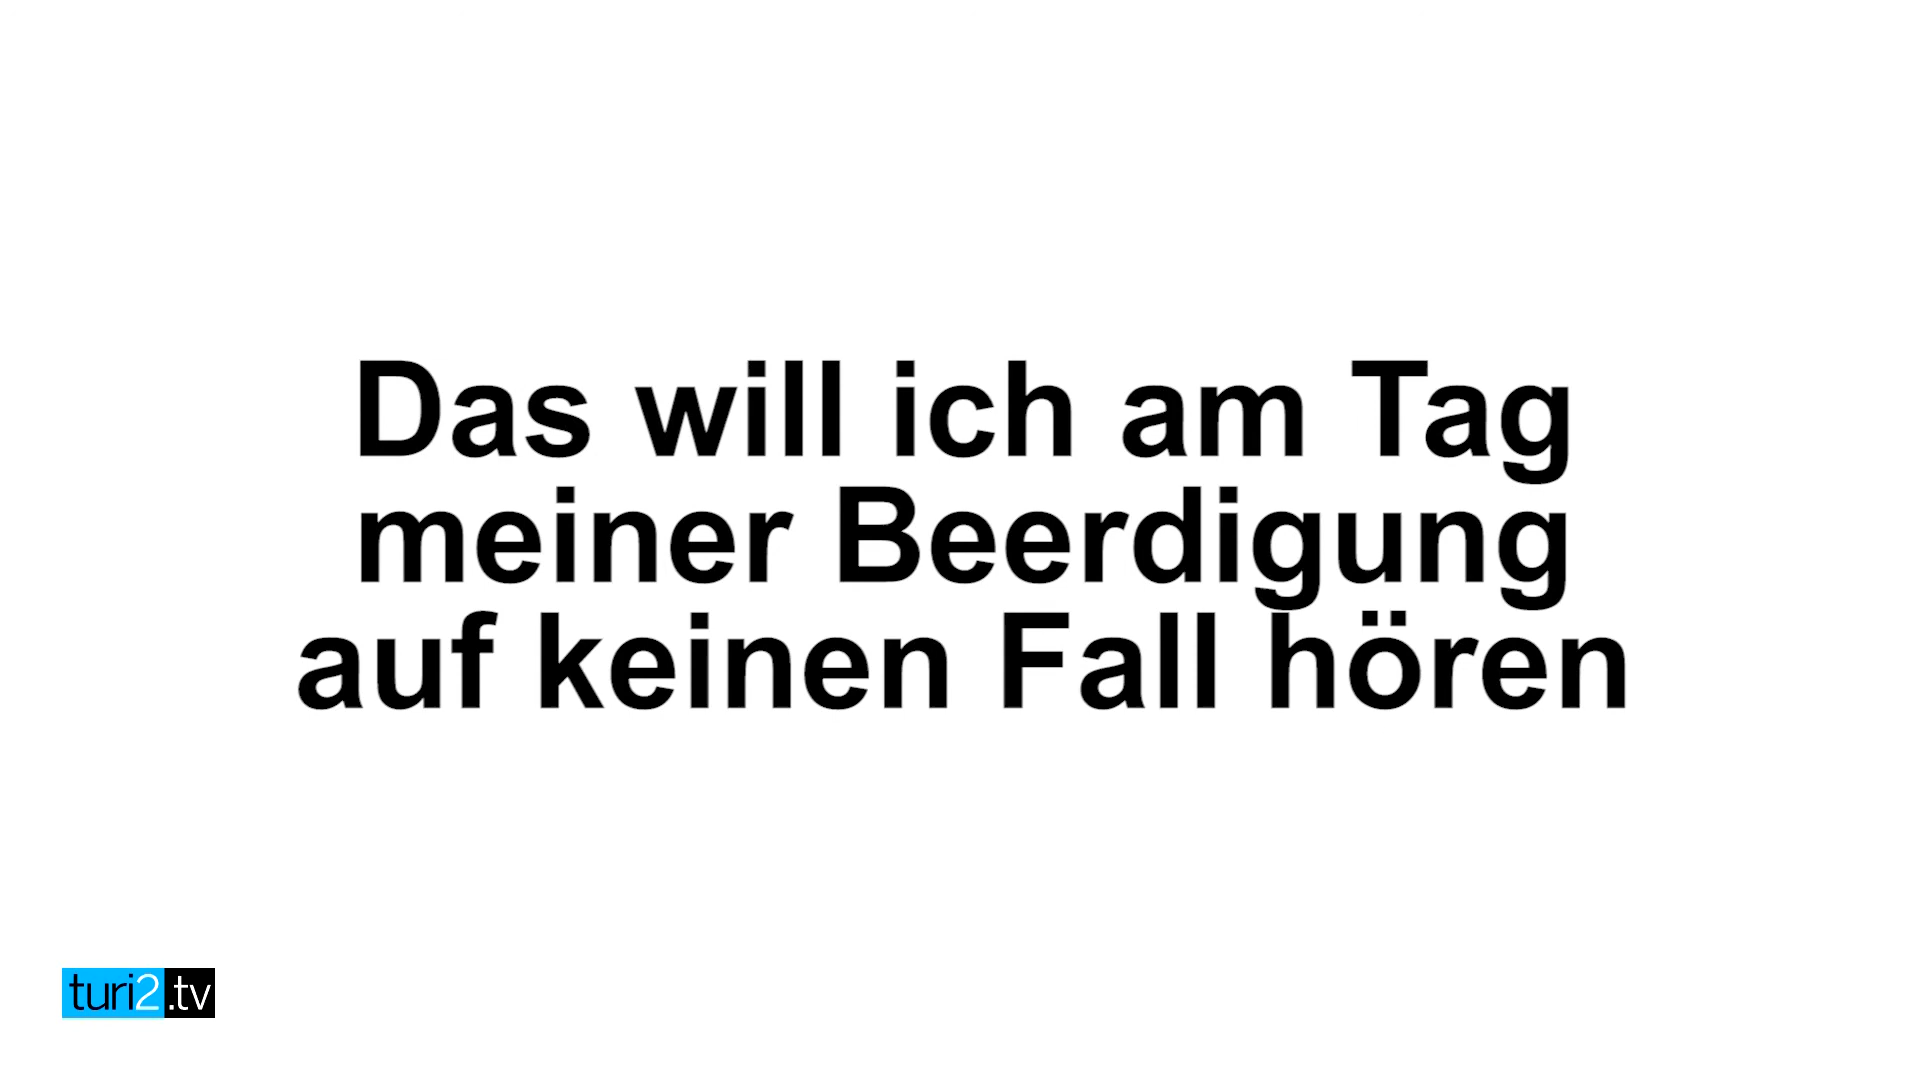 Das will ich am Tag
meiner Beerdigung
auf keinen Fall hören
turi2.tv